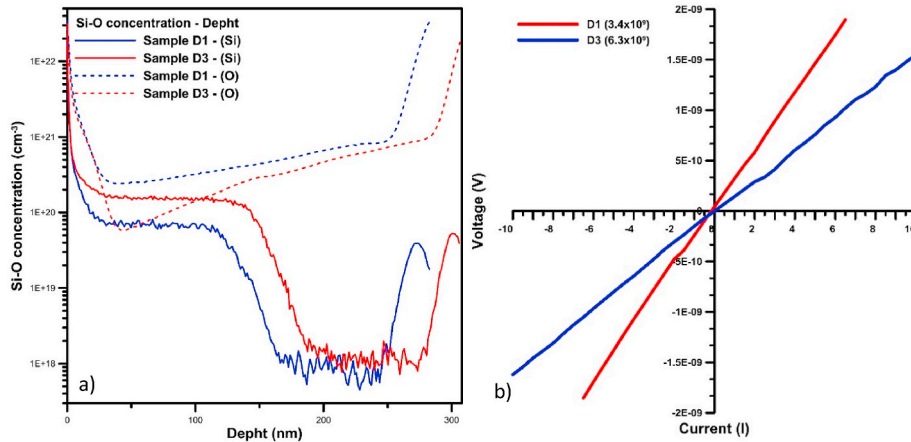 Si-O concentration - Depht
Sample D1 - (Si)
Sample D3 - (Si)
Sample D1 - (O)
Sample D3 - (O)
1E+22
1E+21
1E+20
1E+19
1E+18
Si-O concentration (cm⁻³)
0 100 200 300
Depht (nm)
a)
D1 (3.4x10⁹)
D3 (6.3x10⁹)
2E-09
1.5E-09
1E-09
5E-10
0
-5E-10
-1E-09
-1.5E-09
-2E-09
Voltage (V)
-10 -8 -6 -4 -2 0 2 4 6 8 10
Current (I)
b)